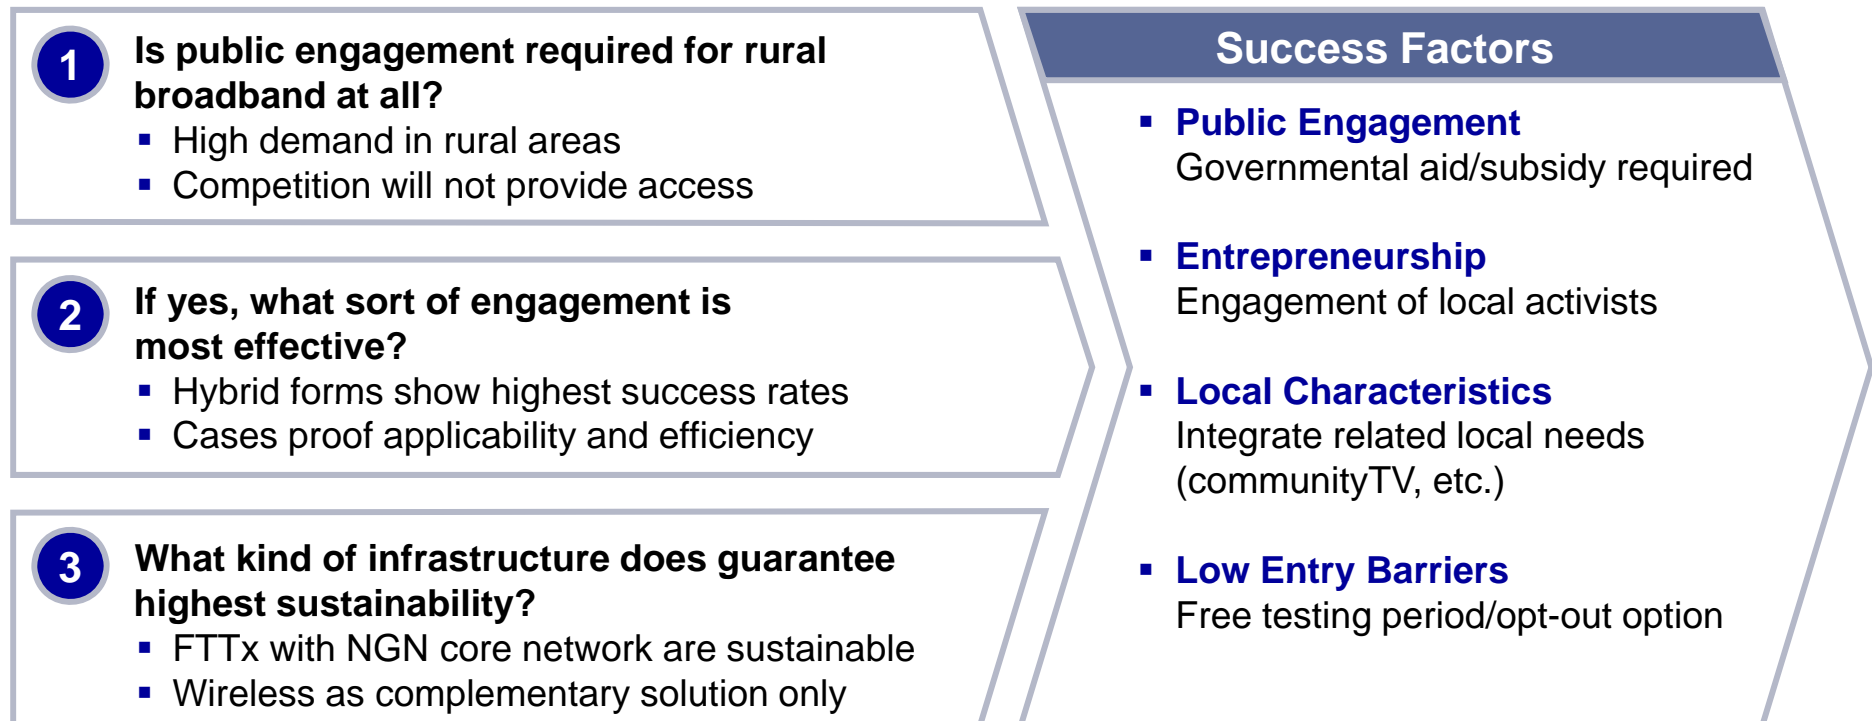 1
Is public engagement required for rural
broadband at all?
▪ High demand in rural areas
▪ Competition will not provide access
2
If yes, what sort of engagement is
most effective?
▪ Hybrid forms show highest success rates
▪ Cases proof applicability and efficiency
3
What kind of infrastructure does guarantee
highest sustainability?
▪ FTTx with NGN core network are sustainable
▪ Wireless as complementary solution only
Success Factors
▪ Public Engagement
Governmental aid/subsidy required
▪ Entrepreneurship
Engagement of local activists
▪ Local Characteristics
Integrate related local needs
(communityTV, etc.)
▪ Low Entry Barriers
Free testing period/opt-out option